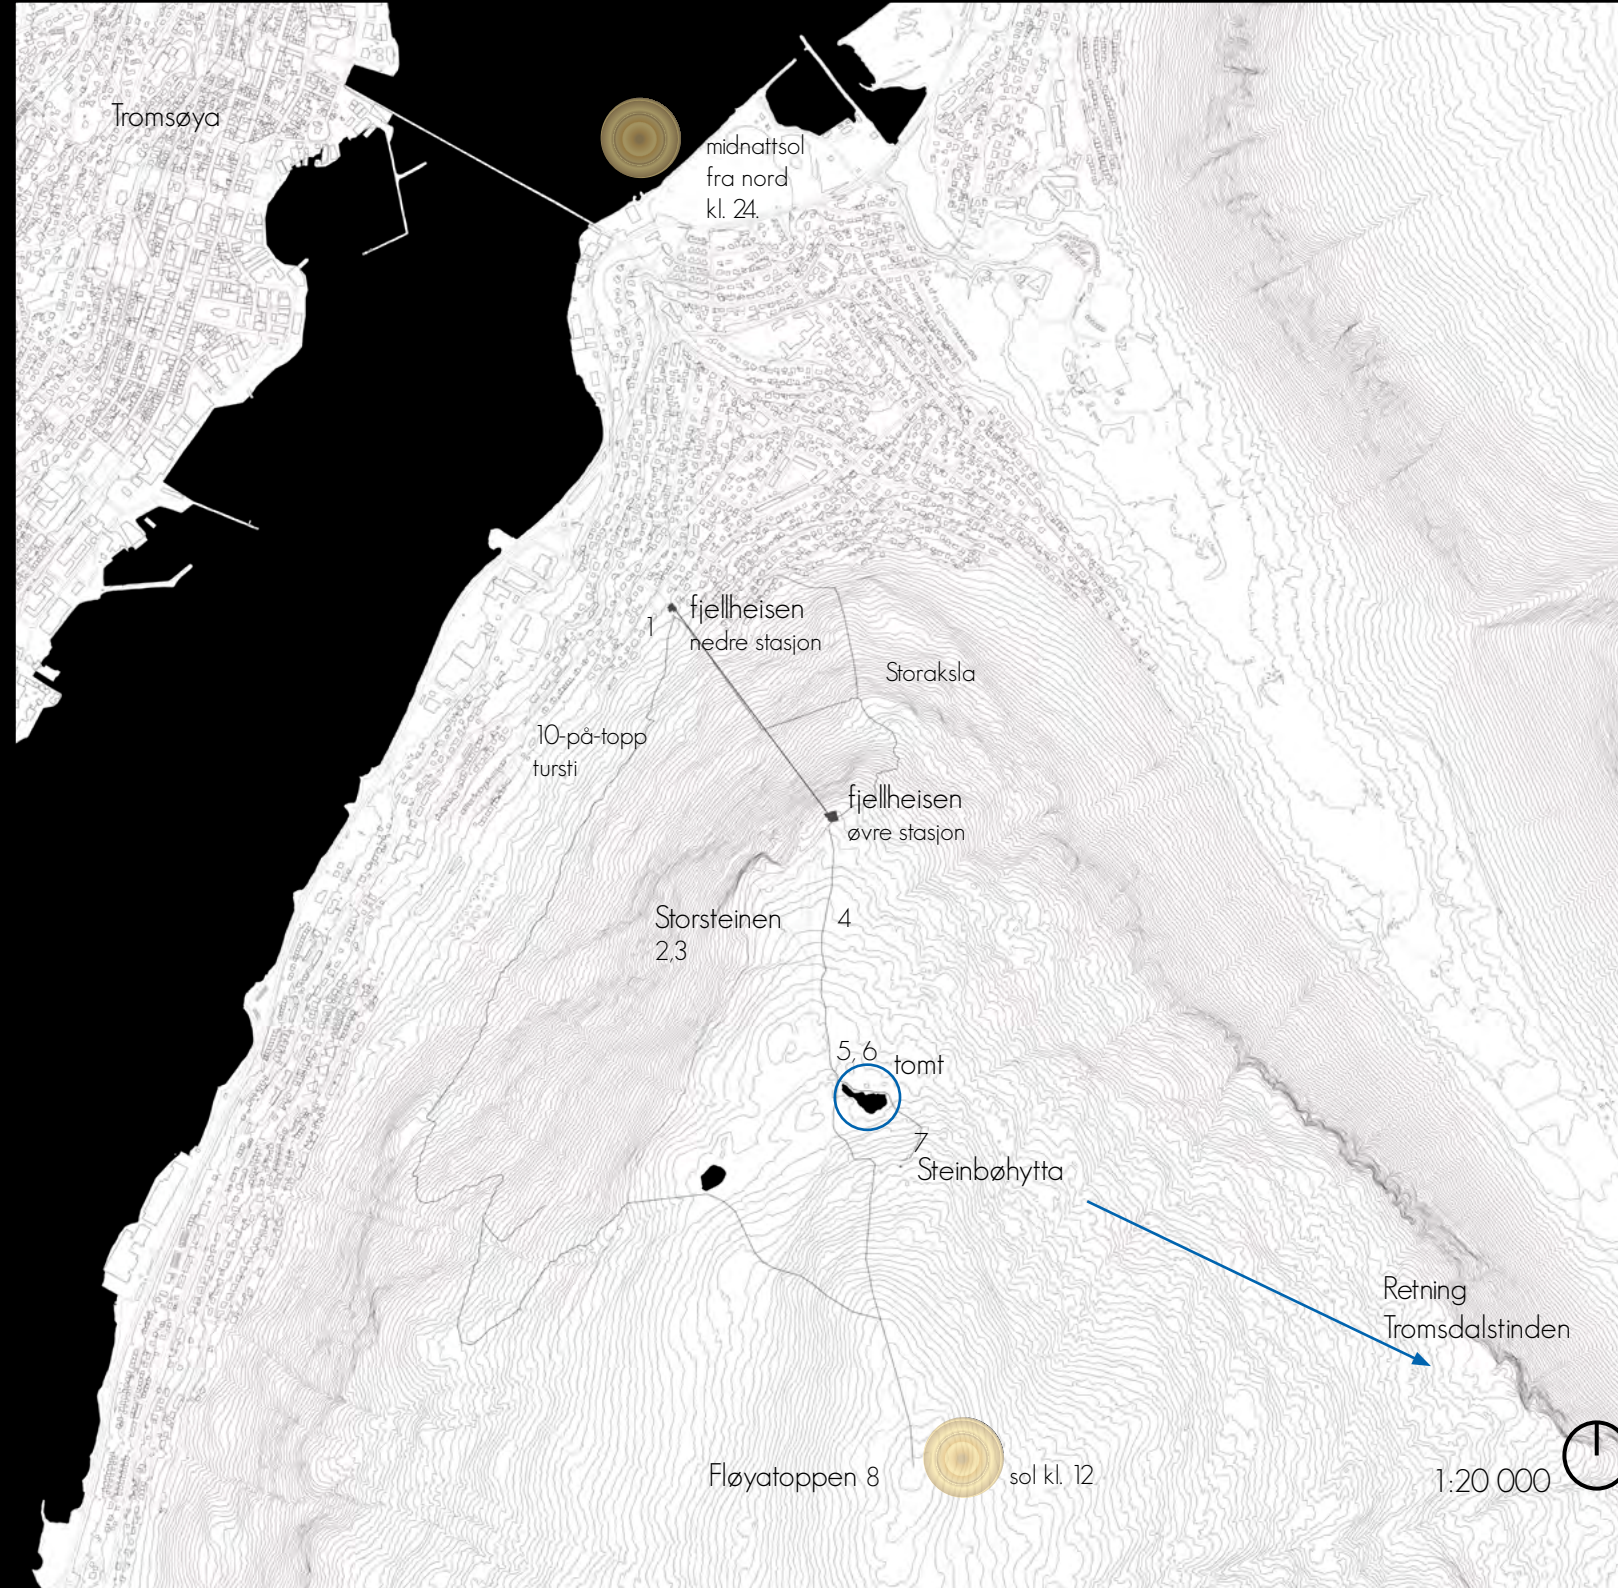 Tromsøya
midnattsol
fra nord
kl. 24.
fjellheisen
1
nedre stasjon
Storaksla
10-på-topp
tursti
fjellheisen
øvre stasjon
Storsteinen
4
2,3
5, 6
tomt
7
Steinbøhytta
Retning
Tromsdalstinden
Fløyatoppen 8
sol kl. 12
1:20 000